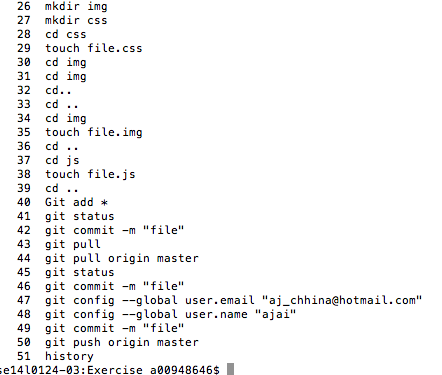 26 mkdir img
27 mkdir css
28 cd css
29 touch file.css
30 cd img
31 cd img
32 cd..
33 cd ..
34 cd img
35 touch file.img
36 cd ..
37 cd js
38 touch file.js
39 cd ..
40 Git add *
41 git status
42 git commit -m "file"
43 git pull
44 git pull origin master
45 git status
46 git commit -m "file"
47 git config --global user.email "aj_chhina@hotmail.com"
48 git config --global user.name "ajai"
49 git commit -m "file"
50 git push origin master
51 history
se14l0124-03:Exercise a00948646$